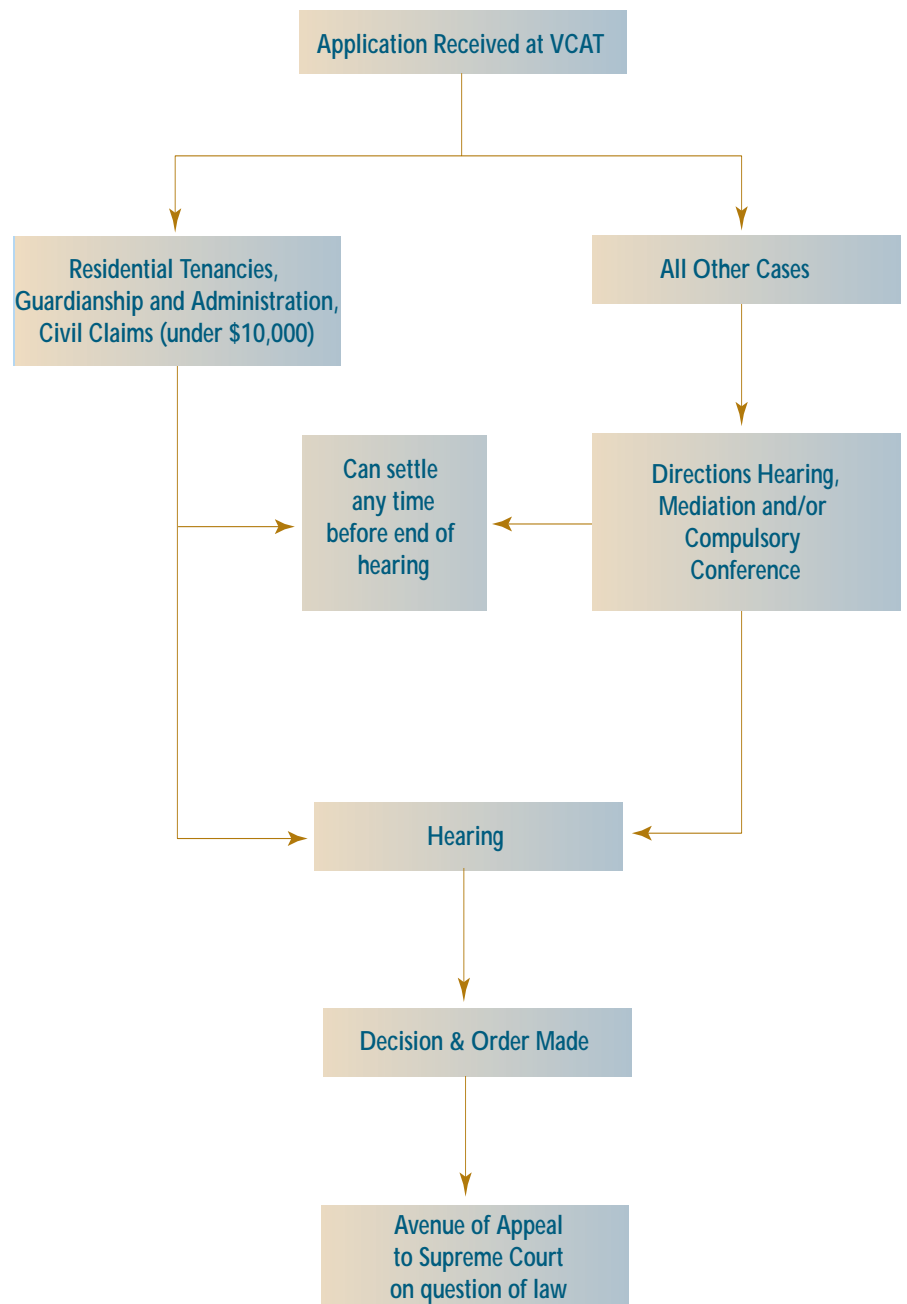 Application Received at VCAT
Residential Tenancies,
Guardianship and Administration,
Civil Claims (under $10,000)
All Other Cases
Can settle
any time
before end of
hearing
Directions Hearing,
Mediation and/or
Compulsory
Conference
Hearing
Decision & Order Made
Avenue of Appeal
to Supreme Court
on question of law